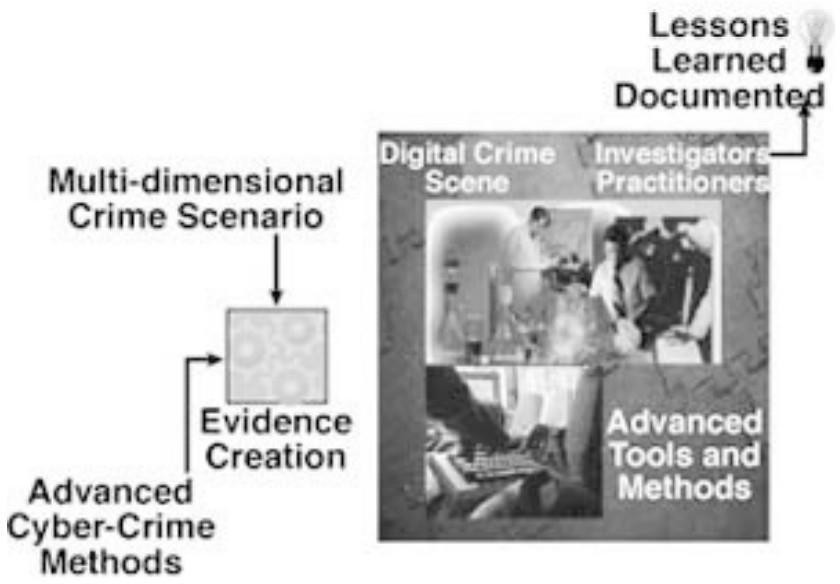 Lessons
Learned
Documented
Digital Crime
Scene
Investigators
Practitioners
Multi-dimensional
Crime Scenario
Evidence
Creation
Advanced
Cyber-Crime
Methods
Advanced
Tools and
Methods